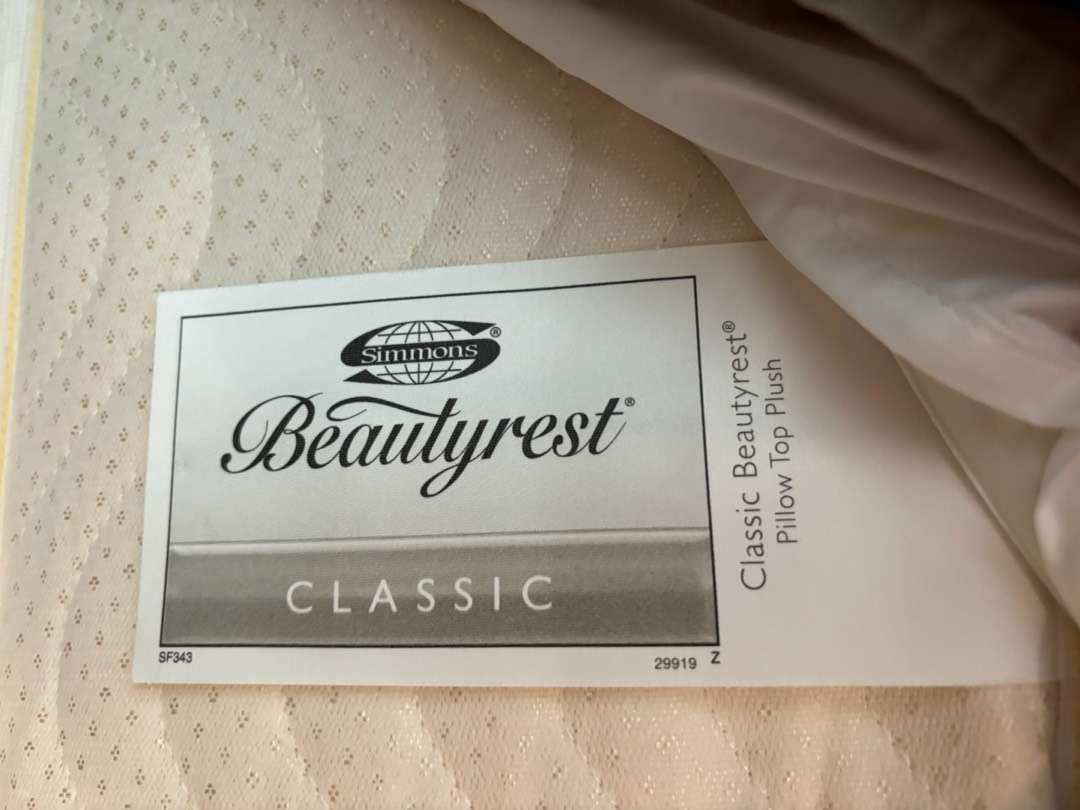 Simmons®
Beautyrest®
CLASSIC
SF343
29919 Z
Classic Beautyrest®
Pillow Top Plush